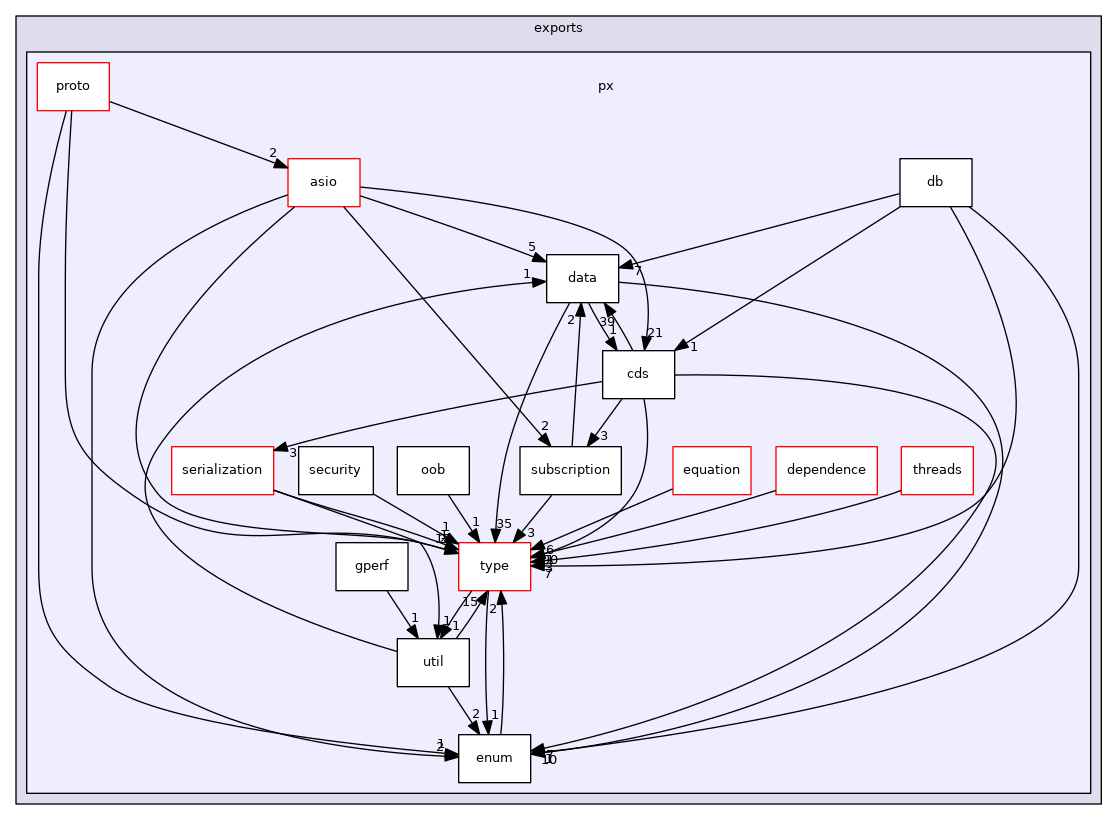 exports
px
proto
2
asio
db
5
data
7
1
2
39
1
21
1
cds
2
3
3
serialization
security
oob
subscription
equation
dependence
threads
1
1
35
3
6
7
gperf
type
1
15
1
1
2
util
2
1
1
2
enum
10